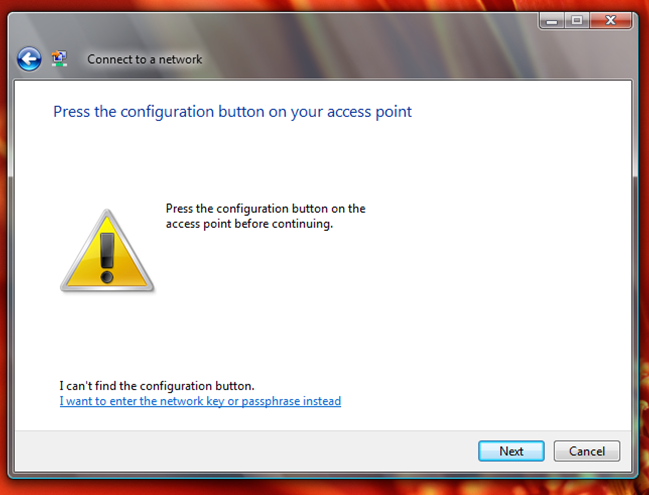 Connect to a network
Press the configuration button on your access point
Press the configuration button on the
access point before continuing.
I can't find the configuration button.
I want to enter the network key or passphrase instead
Next
Cancel